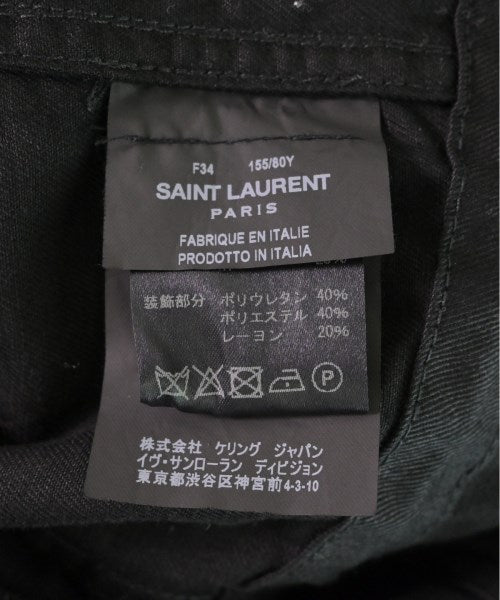 F34 155/80Y
SAINT LAURENT
PARIS
FABRIQUE EN ITALIE
PRODOTTO IN ITALIA
装飾部分 ポリウレタン 40%
ポリエステル 40%
レーヨン 20%
P
株式会社 ケリング ジャパン
イヴ・サンローラン ディビジョン
東京都渋谷区神宮前4-3-10